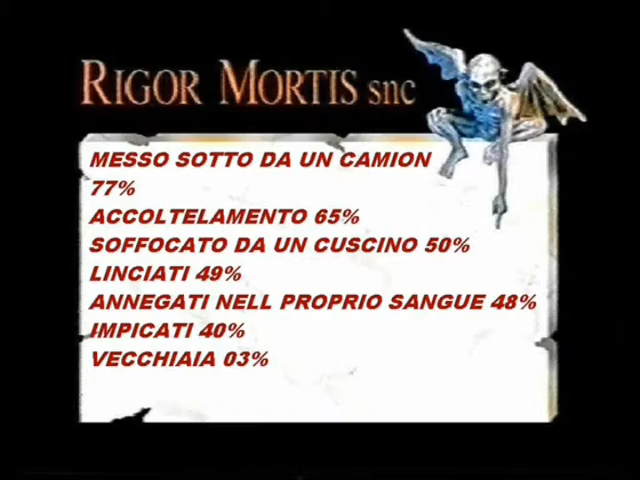 RIGOR MORTIS snc
MESSO SOTTO DA UN CAMION
77%
ACCOLTELAMENTO 65%
SOFFOCATO DA UN CUSCINO 50%
LINCIATI 49%
ANNEGATI NELL PROPRIO SANGUE 48%
IMPICATI 40%
VECCHIAIA 03%